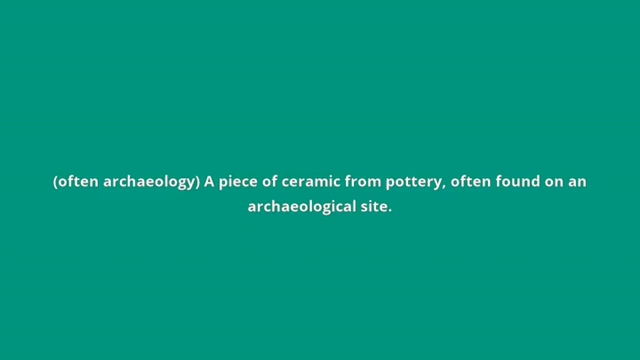 (often archaeology) A piece of ceramic from pottery, often found on an
archaeological site.